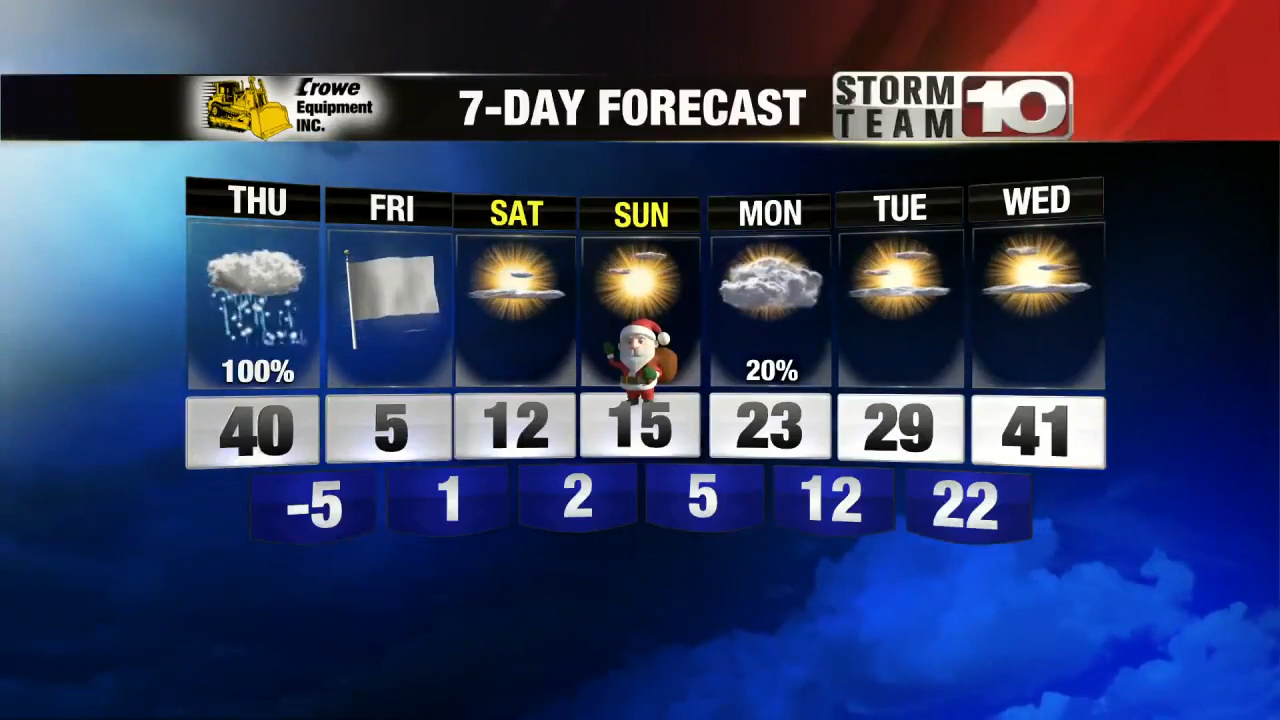 Crowe
Equipment
INC.
7-DAY FORECAST
STORM
TEAM
10
THU FRI SAT SUN MON TUE WED
100% 20%
40 5 12 15 23 29 41
-5 1 2 5 12 22